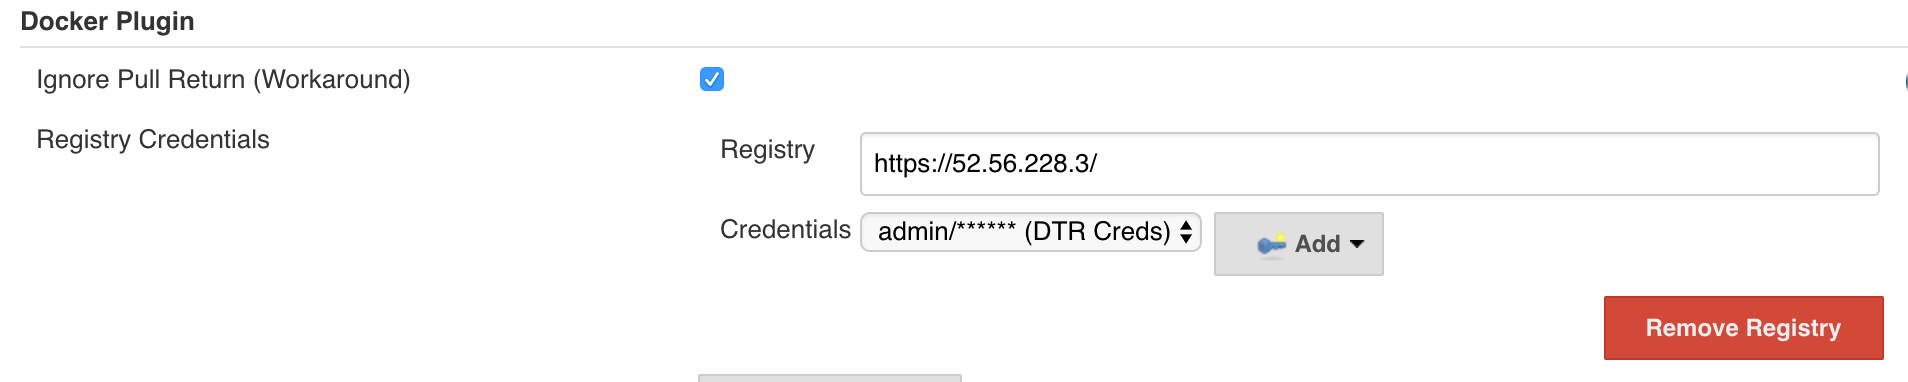 Docker Plugin
Ignore Pull Return (Workaround)
Registry Credentials
Registry
https://52.56.228.3/
Credentials
admin/****** (DTR Creds)
Add
Remove Registry